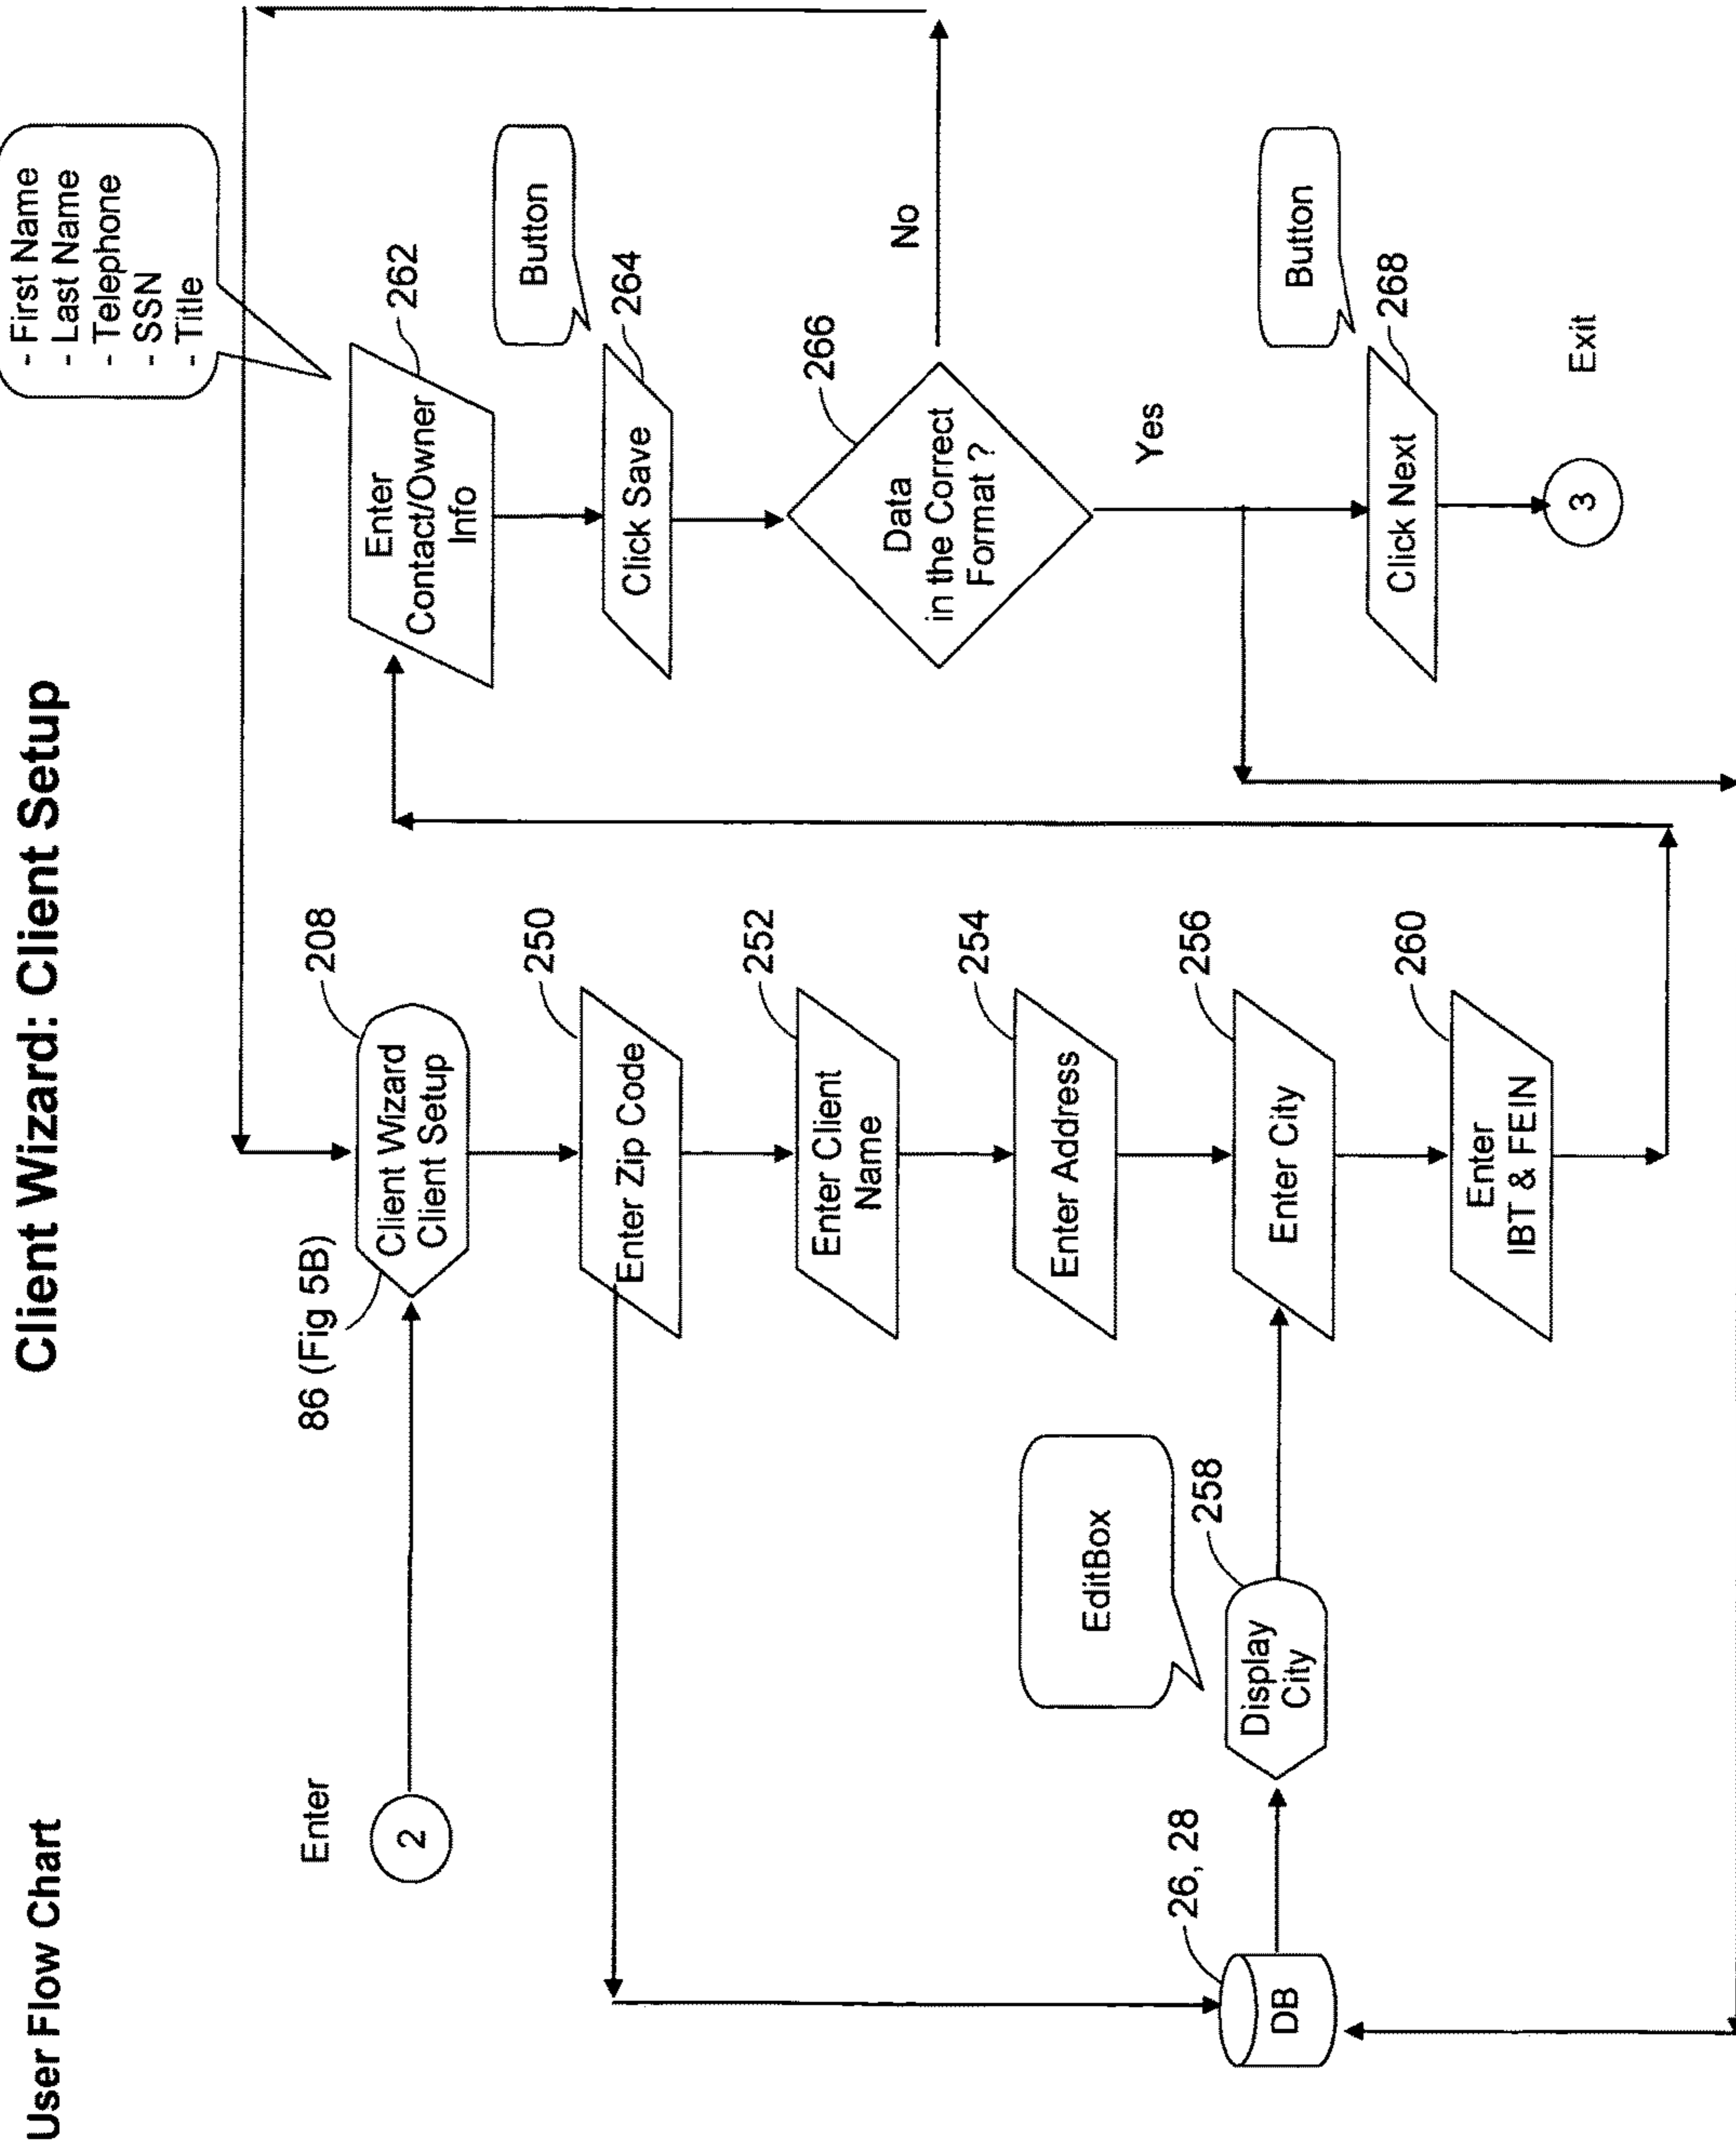 User Flow Chart
Client Wizard: Client Setup
Enter
2
86 (Fig 5B)
208
Client Wizard
Client Setup
250
Enter Zip Code
252
Enter Client
Name
254
Enter Address
256
Enter City
EditBox
258
Display
City
26, 28
DB
260
Enter
IBT & FEIN
- First Name
- Last Name
- Telephone
- SSN
- Title
262
Enter
Contact/Owner
Info
Button
264
Click Save
266
Data
in the Correct
Format ?
No
Yes
Button
268
Click Next
3
Exit